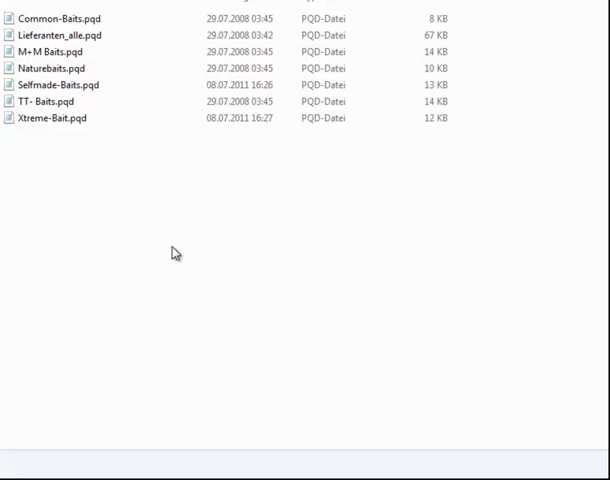 Common-Baits.pqd 29.07.2008 03:45 PQD-Datei 8 KB
Lieferanten_alle.pqd 29.07.2008 03:42 PQD-Datei 67 KB
M+M Baits.pqd 29.07.2008 03:45 PQD-Datei 14 KB
Naturebaits.pqd 29.07.2008 03:45 PQD-Datei 10 KB
Selfmade-Baits.pqd 08.07.2011 16:26 PQD-Datei 13 KB
TT- Baits.pqd 29.07.2008 03:45 PQD-Datei 14 KB
Xtreme-Bait.pqd 08.07.2011 16:27 PQD-Datei 12 KB